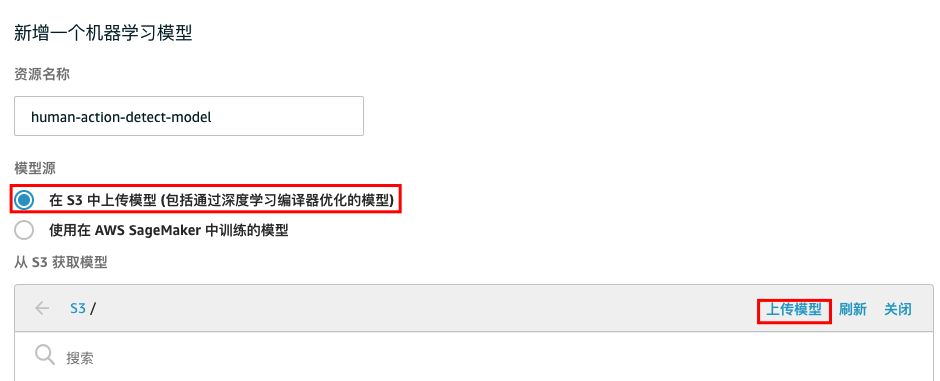 新增一个机器学习模型
资源名称
human-action-detect-model
模型源
在 S3 中上传模型 (包括通过深度学习编译器优化的模型)
使用在 AWS SageMaker 中训练的模型
从 S3 获取模型
S3 / 上传模型 刷新 关闭
搜索